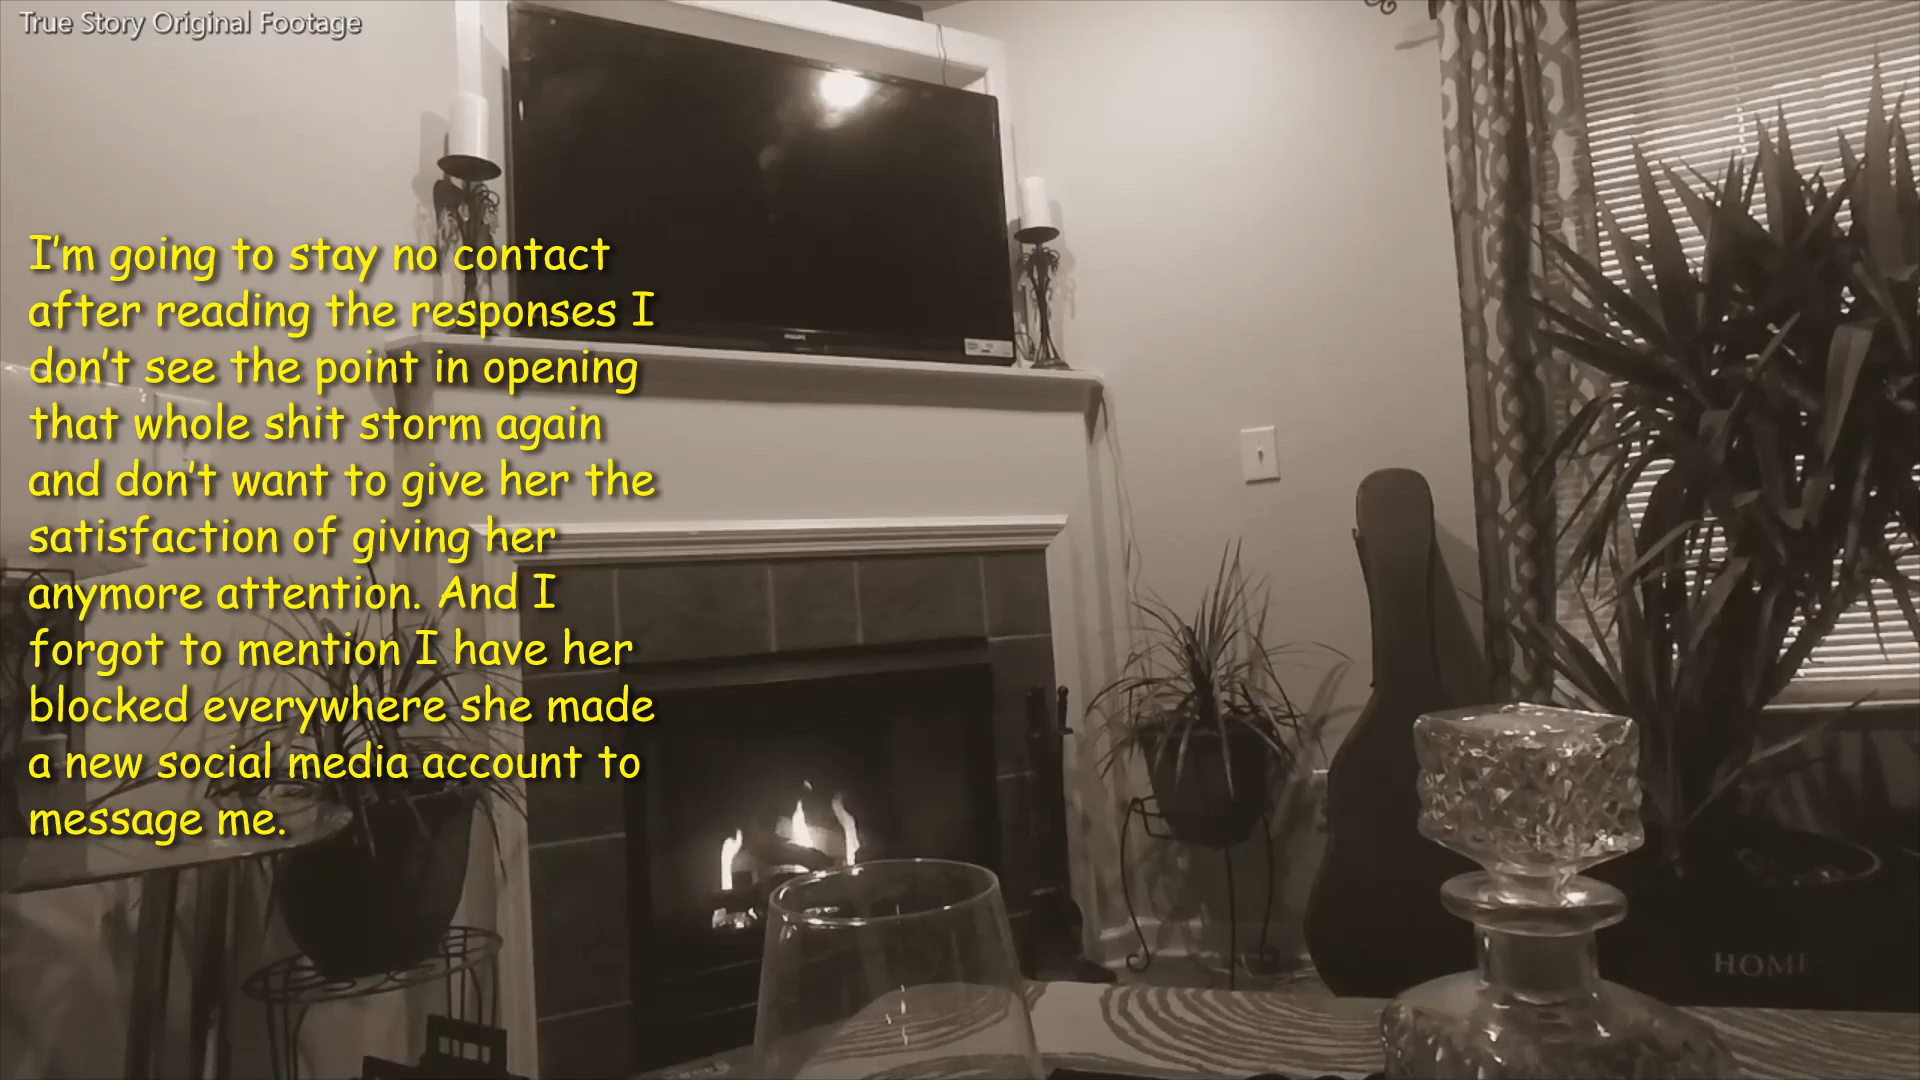 True Story Original Footage
I'm going to stay no contact
after reading the responses I
don't see the point in opening
that whole shit storm again
and don't want to give her the
satisfaction of giving her
anymore attention. And I
forgot to mention I have her
blocked everywhere she made
a new social media account to
message me.
PHILIPS
HOME